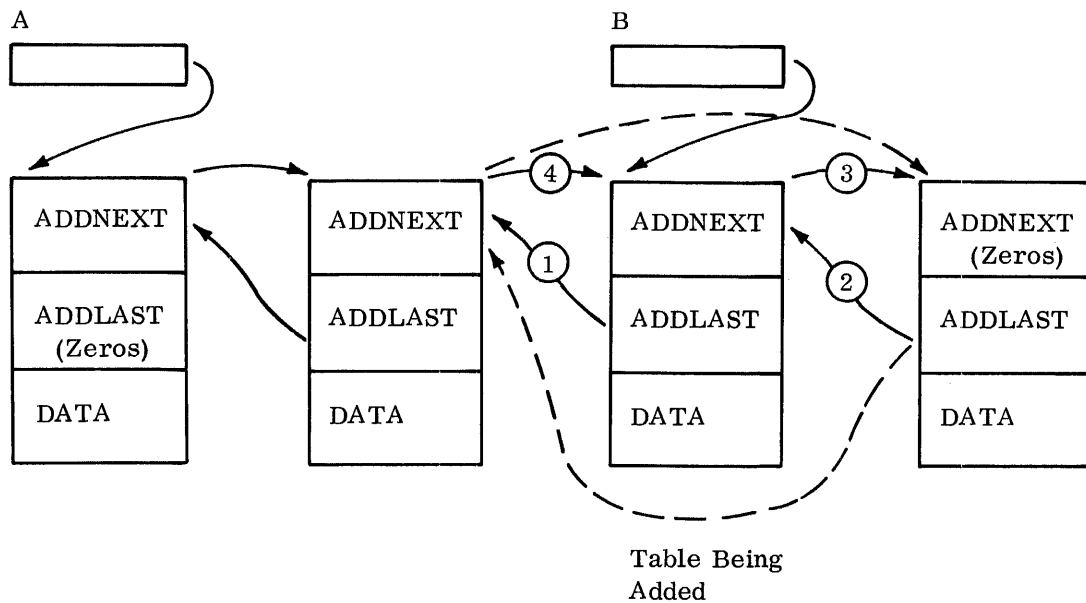 A
B
4
3
ADDNEXT
ADDNEXT
ADDNEXT
ADDNEXT
(Zeros)
1
2
ADDLAST
(Zeros)
ADDLAST
ADDLAST
ADDLAST
DATA
DATA
DATA
DATA
Table Being
Added